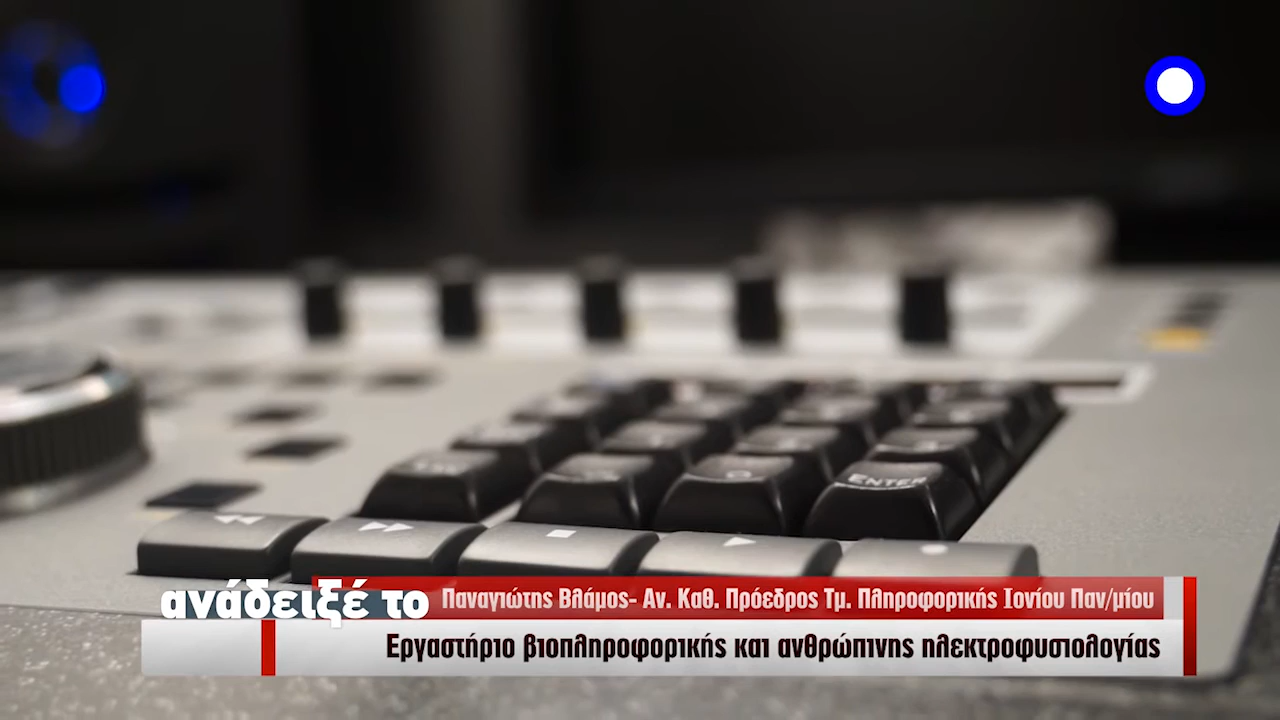 ENTER
ανάδειξέ το
Παναγιώτης Βλάμος- Αν. Καθ. Πρόεδρος Τμ. Πληροφορικής Ιονίου Παν/μίου
Εργαστήριο βιοπληροφορικής και ανθρώπινης ηλεκτροφυσιολογίας